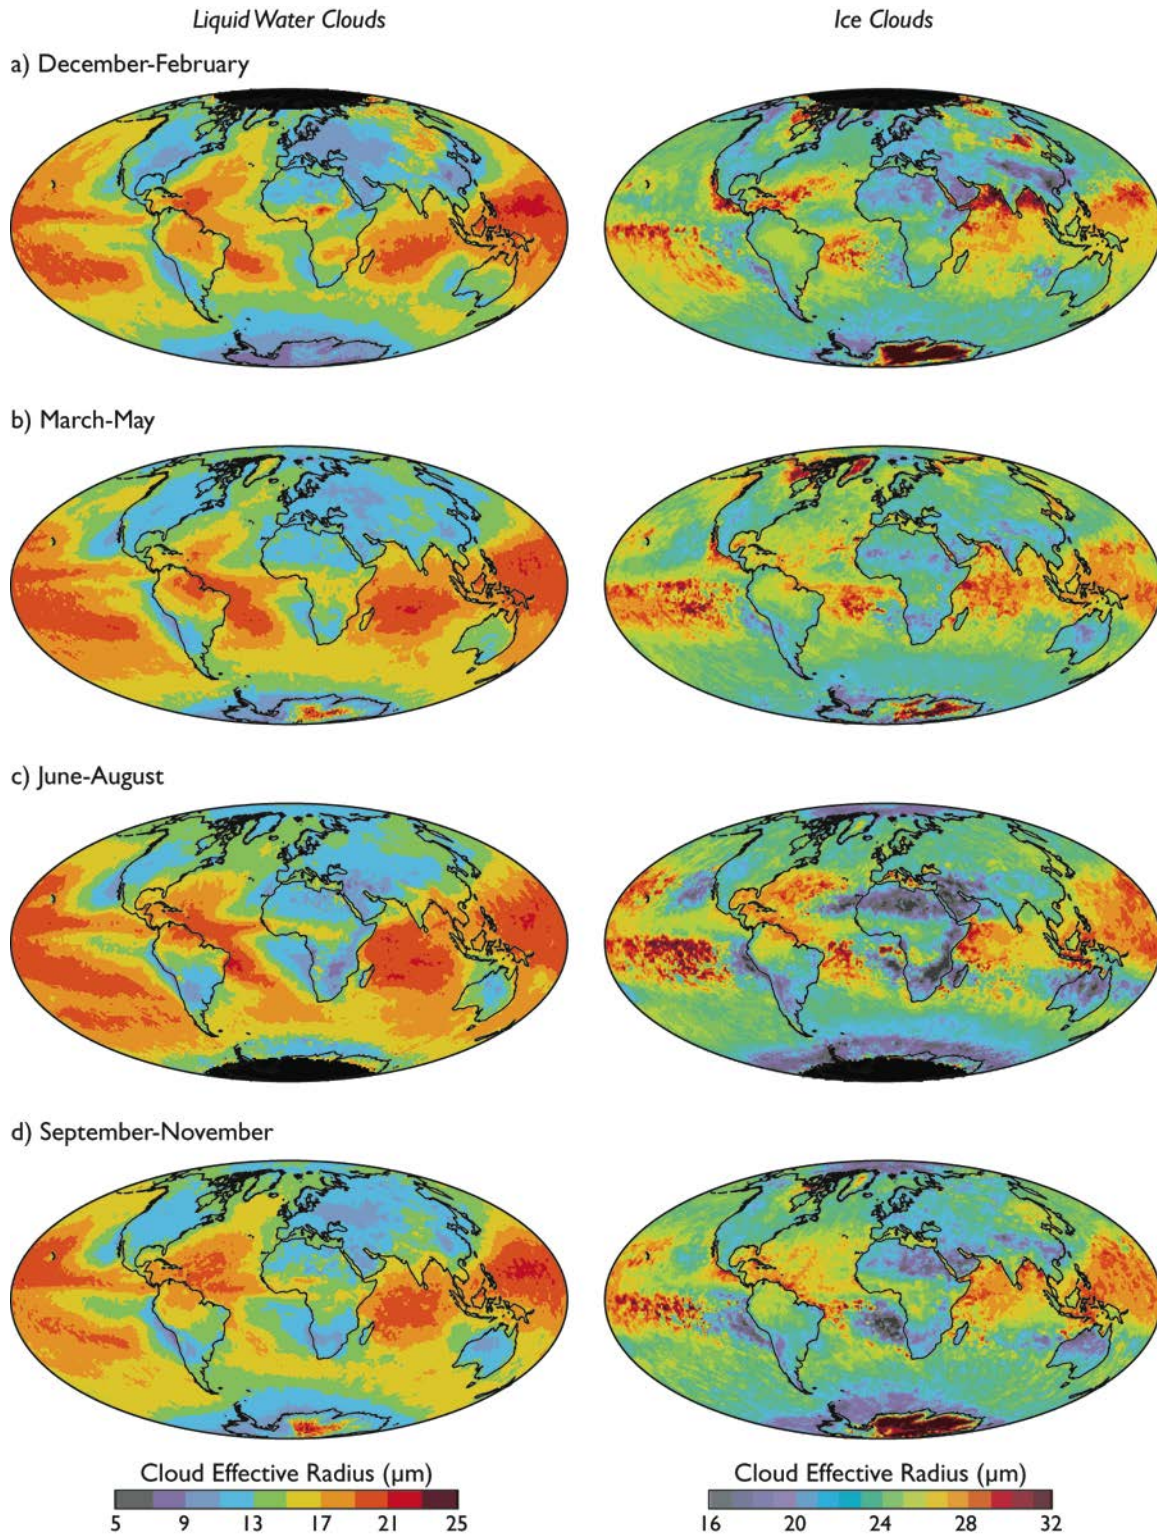 Liquid Water Clouds
Ice Clouds
a) December-February
b) March-May
c) June-August
d) September-November
Cloud Effective Radius (µm)
5 9 13 17 21 25
Cloud Effective Radius (µm)
16 20 24 28 32